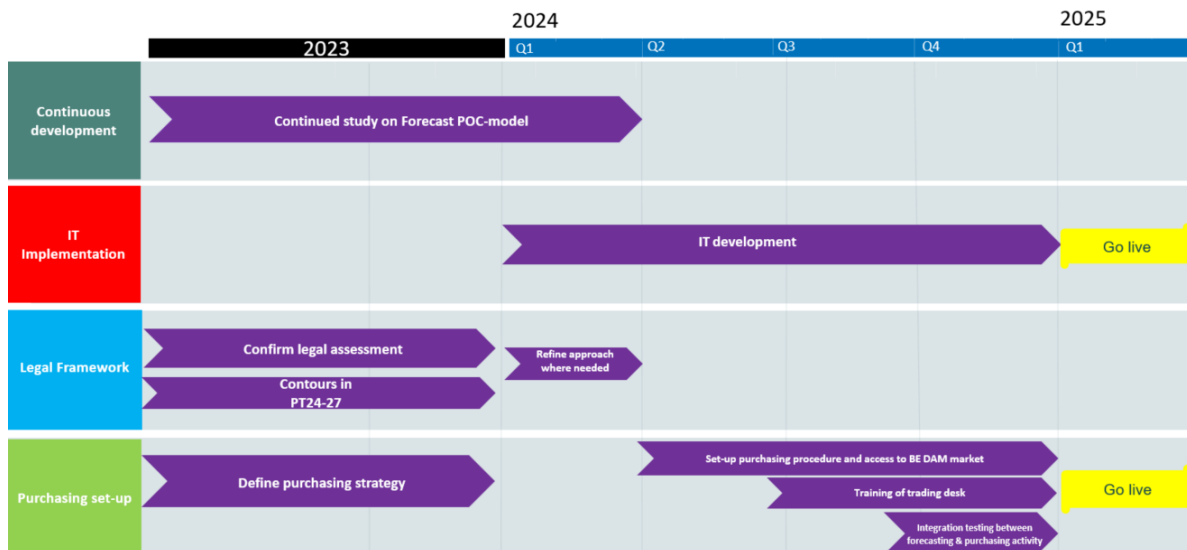 2024
2025
2023
Q1
Q2
Q3
Q4
Q1
Continuous
development
Continued study on Forecast POC-model
IT
Implementation
IT development
Go live
Legal Framework
Confirm legal assessment
Refine approach
where needed
Contours in
PT24-27
Purchasing set-up
Define purchasing strategy
Set-up purchasing procedure and access to BE DAM market
Training of trading desk
Integration testing between
forecasting & purchasing activity
Go live